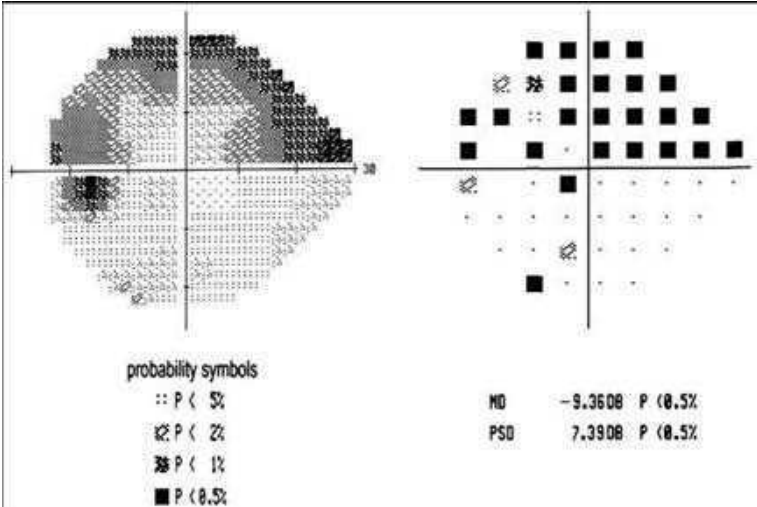 30
probability symbols
:: P < 5%
P < 2%
P < 1%
■ P < 0.5%
MD -9.36DB P < 0.5%
PSD 7.39DB P < 0.5%